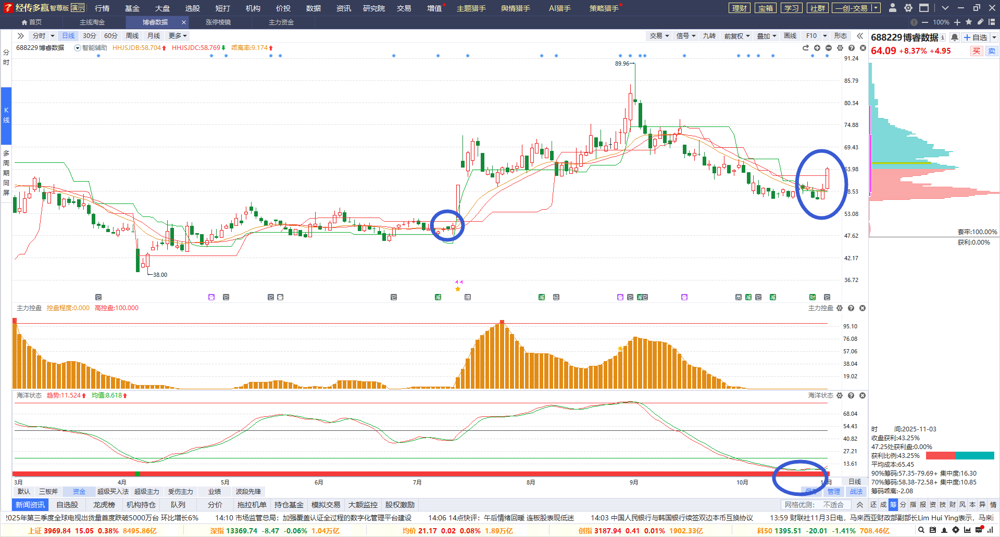 经传多赢 智尊版 演示 行情 基金 大盘 选股 短打 机构 价投 数据 资讯 研究院 交易 增值 主题猎手 舆情猎手 AI猎手 策略猎手 理财 宝箱 学习 社群 一创-交易
首页 主线淘金 博睿数据 涨停棱镜 主力资金 100%
分时 日线 30分 60分 周线 月线 更多 交易 信号 九转 前复权 叠加 画线 F10 形态
688229博睿数据 自选
64.09 +8.37% +4.95 买 卖
688229博睿数据 智能辅助 HHJSJDB:58.704 HHJSJDC:58.769 乖离率:9.174
分时
K线
多周期同屏
91.24
89.96
85.79
80.34
74.88
69.43
63.98
58.53
53.08
47.62
42.17
38.00
36.72
套牢:100.00%
获利:0.00%
主力控盘 控盘程度:0.000 高控盘:100.000 主力控盘
95.10
76.08
57.06
38.04
19.02
海洋状态 趋势:11.524 均值:8.618 海洋状态
68.04
54.43
40.82
27.21
13.61
3月 4月 5月 6月 7月 8月 9月 10月 日线
时 间:2025-11-03
收盘获利:43.25%
47.25处获利盘:0.00%
获利比例:43.25%
平均成本:65.45
90%筹码:57.35-79.69+ 集中度:16.30
70%筹码:58.38-72.58+ 集中度:10.85
筹码乖离:-2.08
默认 三板斧 资金 超级买入法 超级主力 受伤主力 业绩 波段先锋 管理 战法
新闻资讯 自选股 龙虎榜 机构持仓 队列 分价 拖拉机单 持仓基金 模拟交易 大额监控 股权激励 网格优测: 不适合 还 成 筹 分 指 报 资 技 财 风 本 异 情
2025年第三季度全球电视出货量首度跌破5000万台 环比增长6% 14:10 市场监管总局：加强覆盖认证全过程的数字化管理平台建设 14:06 14点快评：午后情绪回暖 连板股表现低迷 14:03 中国人民银行与韩国银行续签双边本币互换协议 13:59 财联社11月3日电，马来西亚财政部副部长Lim Hui Ying表示，马来
上证 3969.84 15.05 0.38% 8495.86亿 深指 13369.74 -8.47 -0.06% 1.04万亿 均价 21.17 0.02 0.08% 1.89万亿 创指 3187.94 0.41 0.01% 1902.33亿 科50 1395.51 -20.01 -1.41% 708.46亿